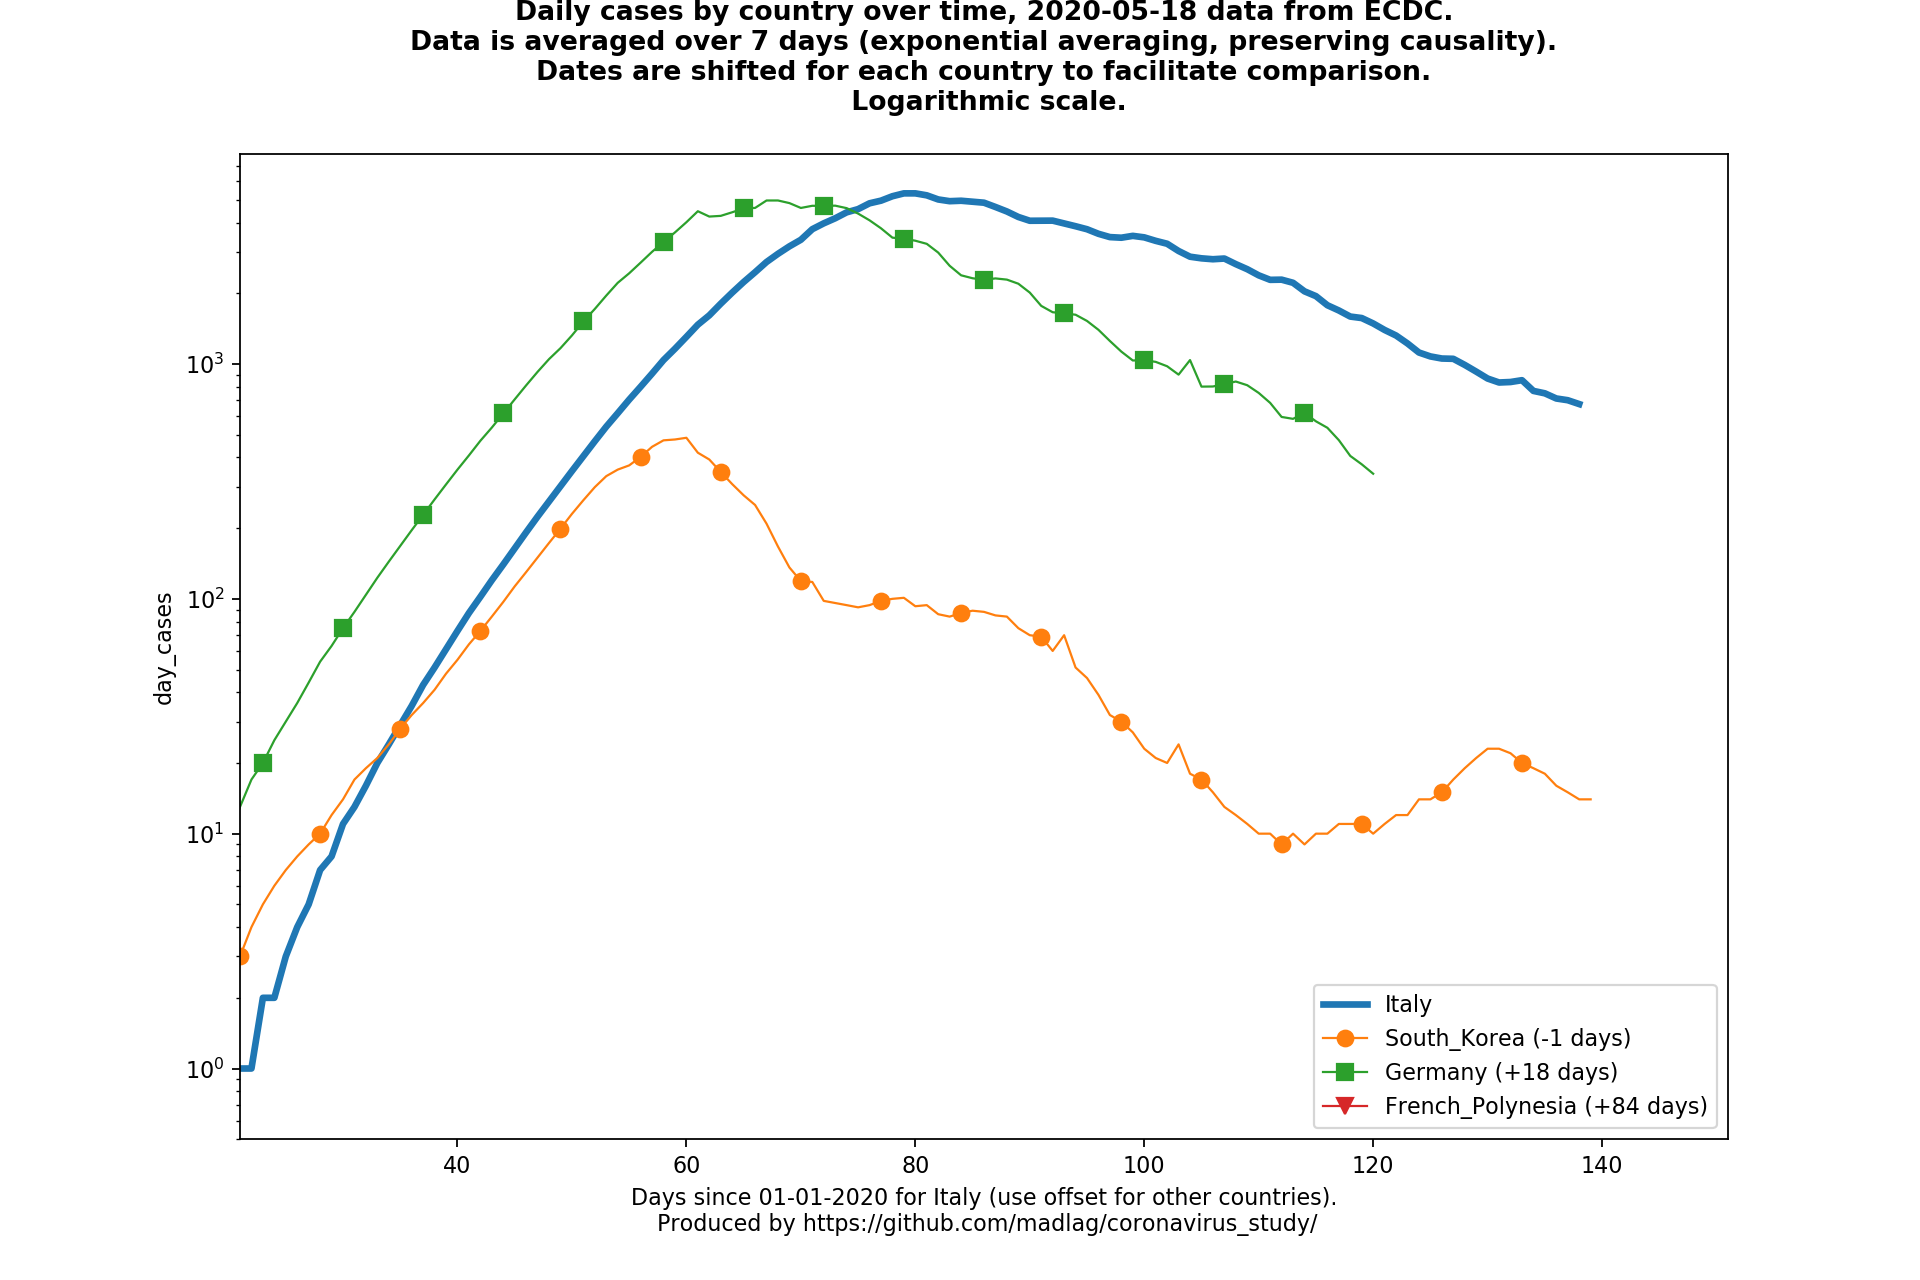 Daily cases by country over time, 2020-05-18 data from ECDC.
Data is averaged over 7 days (exponential averaging, preserving causality).
Dates are shifted for each country to facilitate comparison.
Logarithmic scale.
10³
10²
10¹
10⁰
day_cases
Italy
South_Korea (-1 days)
Germany (+18 days)
French_Polynesia (+84 days)
40 60 80 100 120 140
Days since 01-01-2020 for Italy (use offset for other countries).
Produced by https://github.com/madlag/coronavirus_study/